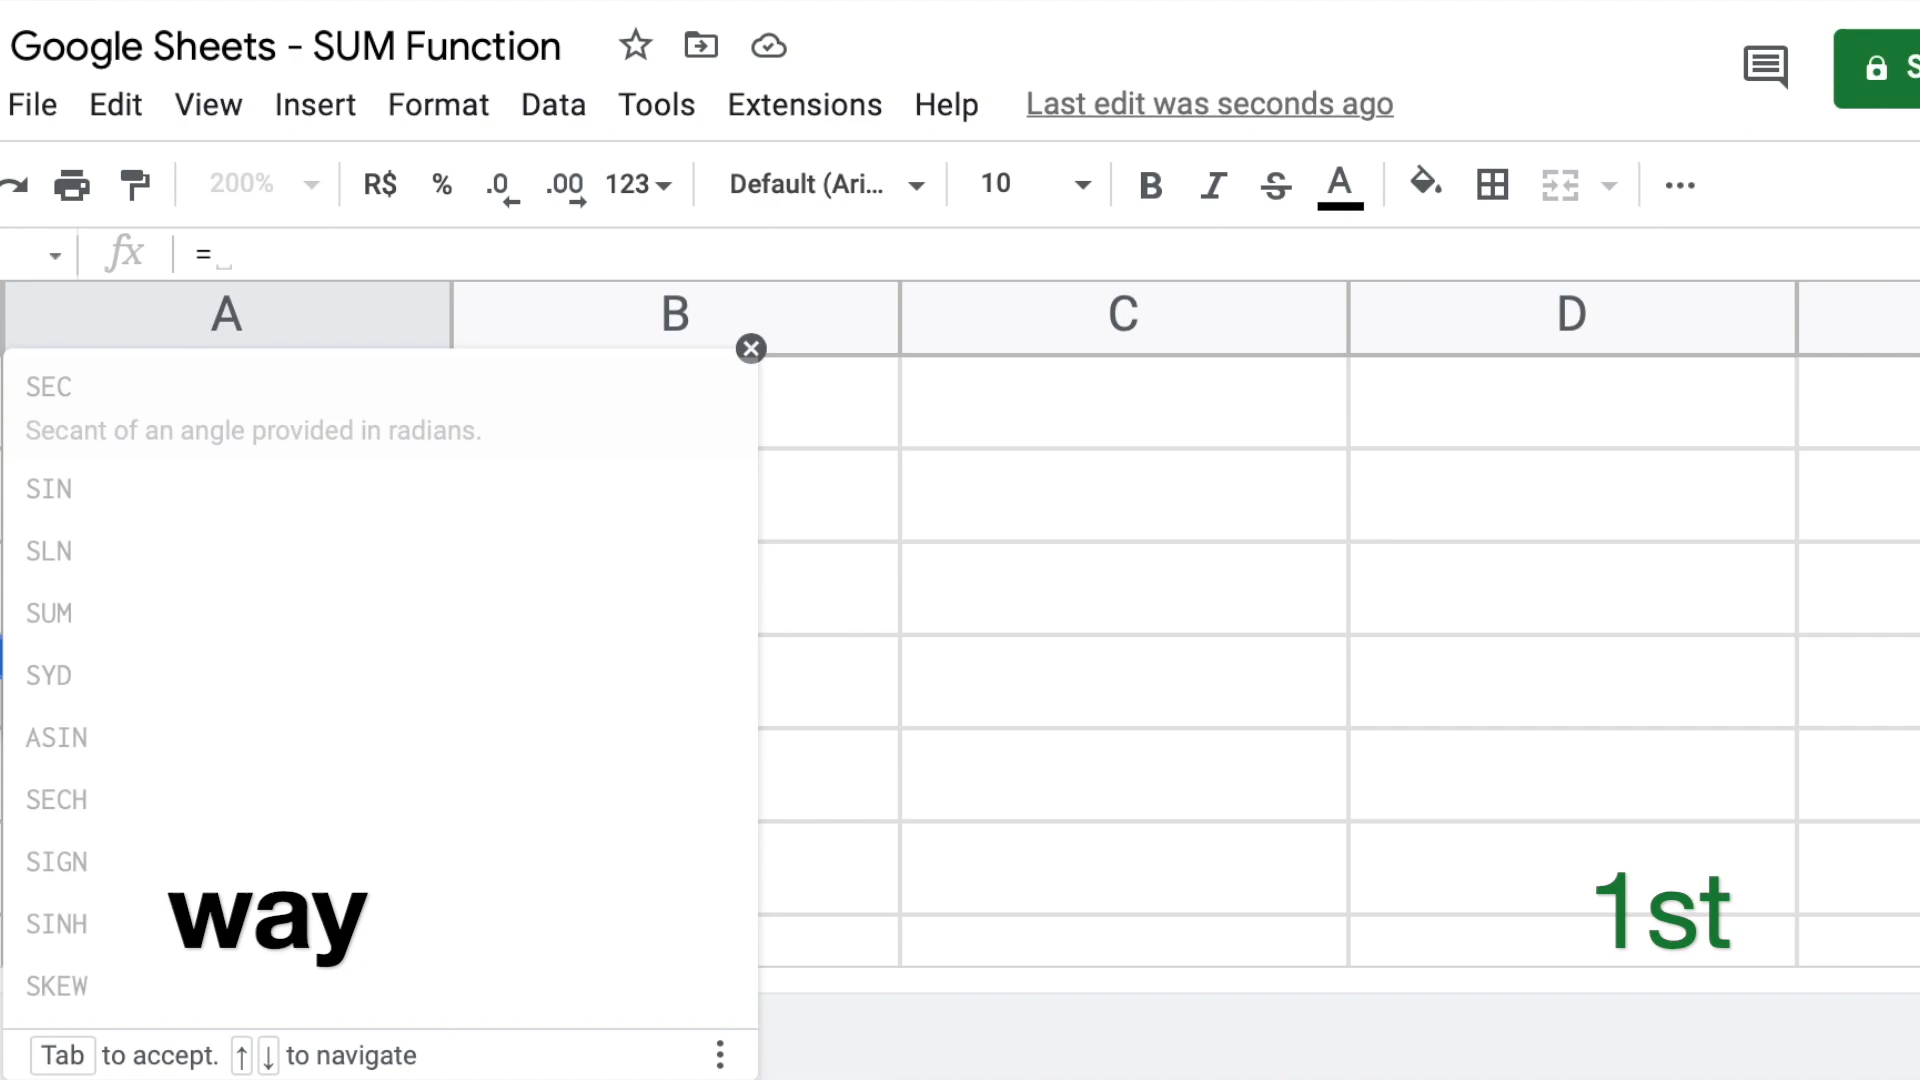 Google Sheets - SUM Function
File Edit View Insert Format Data Tools Extensions Help Last edit was seconds ago
200% R$ % .0 .00 123 Default (Ari... 10 B I S A
fx =
A B C D
SEC
Secant of an angle provided in radians.
SIN
SLN
SUM
SYD
ASIN
SECH
SIGN
SINH
SKEW
way 1st
Tab to accept. ↑ ↓ to navigate